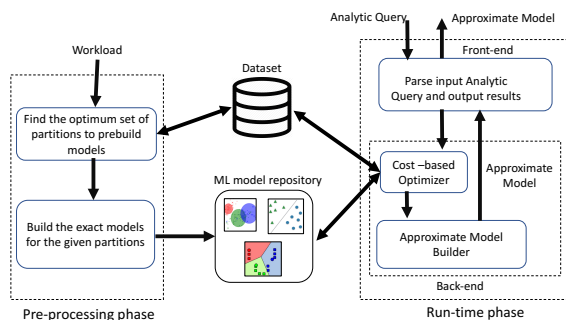 Analytic Query
Approximate Model
Workload
Dataset
Front-end
Parse input Analytic
Query and output results
Find the optimum set of
partitions to prebuild
models
Cost –based
Optimizer
Approximate
Model
ML model repository
Build the exact models
for the given partitions
Approximate Model
Builder
Back-end
Pre-processing phase
Run-time phase